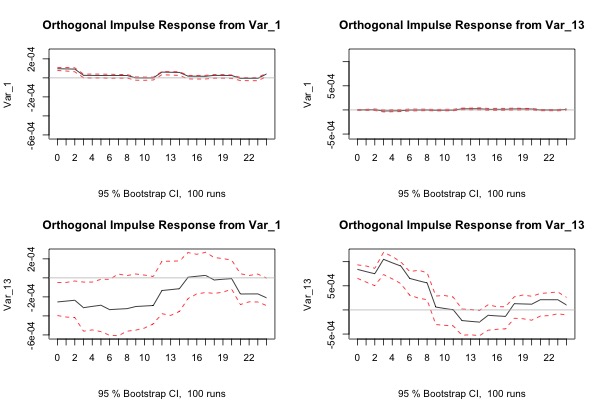 Orthogonal Impulse Response from Var_1
Var_1
2e-04
-2e-04
-6e-04
0 2 4 6 8 10 13 16 19 22
95 % Bootstrap CI, 100 runs
Orthogonal Impulse Response from Var_13
Var_1
5e-04
-5e-04
0 2 4 6 8 10 13 16 19 22
95 % Bootstrap CI, 100 runs
Orthogonal Impulse Response from Var_1
Var_13
2e-04
-2e-04
-6e-04
0 2 4 6 8 10 13 16 19 22
95 % Bootstrap CI, 100 runs
Orthogonal Impulse Response from Var_13
Var_13
5e-04
-5e-04
0 2 4 6 8 10 13 16 19 22
95 % Bootstrap CI, 100 runs